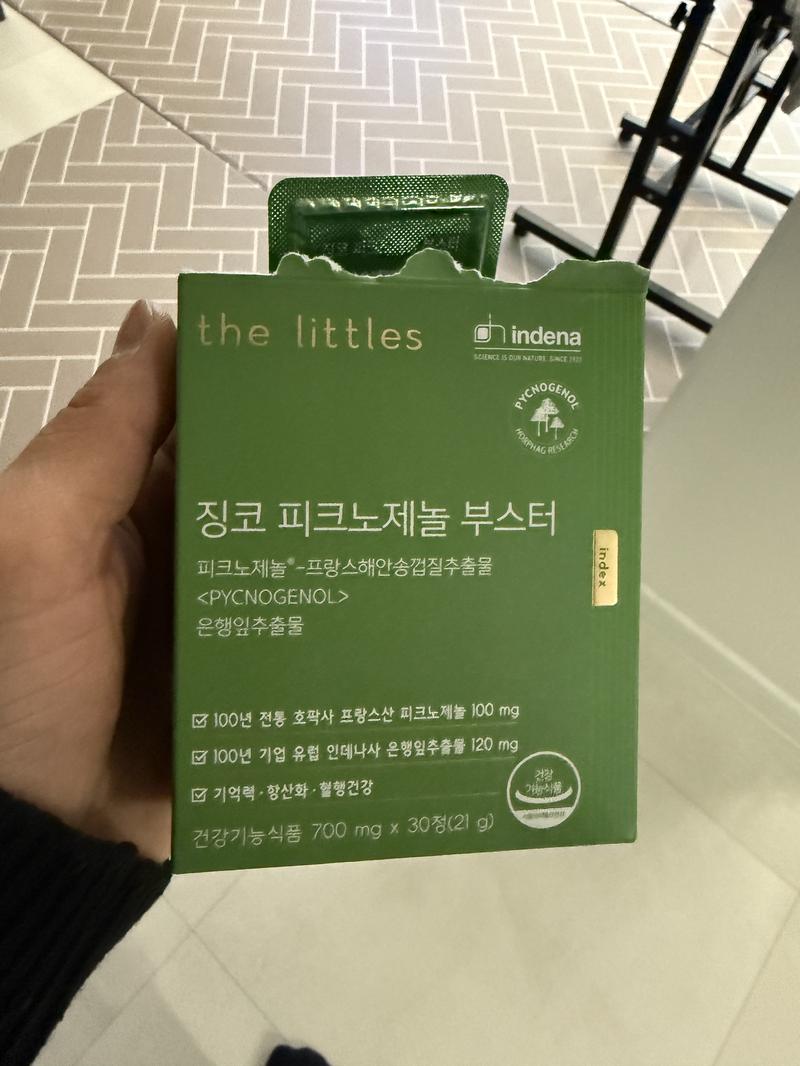 the littles
indena
SCIENCE IS OUR NATURE. SINCE 1921
PYCNOGENOL
HORPHAG RESEARCH
징코 피크노제놀 부스터
피크노제놀®-프랑스해안송껍질추출물
<PYCNOGENOL>
은행잎추출물
index
100년 전통 호팍사 프랑스산 피크노제놀 100 mg
100년 기업 유럽 인데나사 은행잎추출물 120 mg
기억력·항산화·혈행건강
건강
기능식품
건강기능식품 700 mg x 30정(21 g)